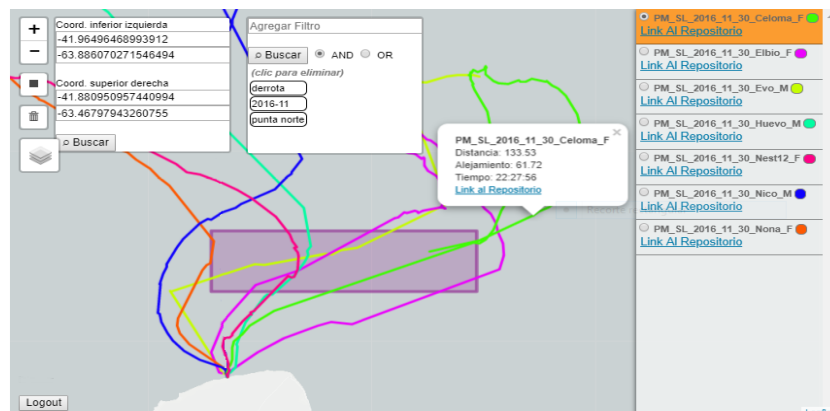 +
−
Coord. inferior izquierda
-41.96496468993912
-63.886070271546494
Coord. superior derecha
-41.880950957440994
-63.46797943260755
Buscar
Agregar Filtro
Buscar AND OR
(clic para eliminar)
derrota
2016-11
punta norte
PM_SL_2016_11_30_Celoma_F ×
Distancia: 133.53
Alejamiento: 61.72
Tiempo: 22:27:56
Link al Repositorio
PM_SL_2016_11_30_Celoma_F
Link Al Repositorio
PM_SL_2016_11_30_Elbio_F
Link Al Repositorio
PM_SL_2016_11_30_Evo_M
Link Al Repositorio
PM_SL_2016_11_30_Huevo_M
Link Al Repositorio
PM_SL_2016_11_30_Nest12_F
Link Al Repositorio
PM_SL_2016_11_30_Nico_M
Link Al Repositorio
PM_SL_2016_11_30_Nona_F
Link Al Repositorio
Logout